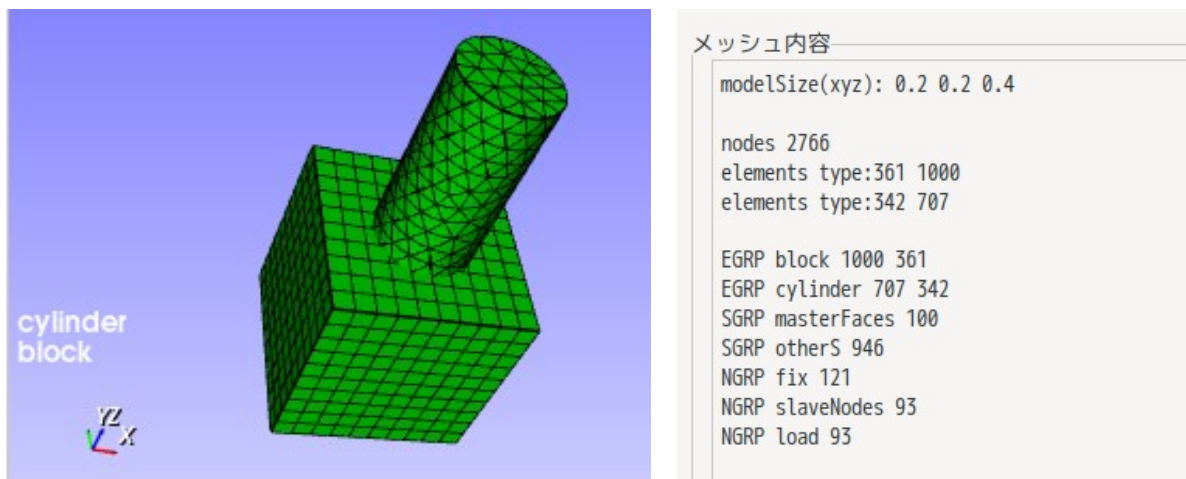 cylinder
block
YZ
X
メッシュ内容
modelSize(xyz): 0.2 0.2 0.4
nodes 2766
elements type:361 1000
elements type:342 707
EGRP block 1000 361
EGRP cylinder 707 342
SGRP masterFaces 100
SGRP otherS 946
NGRP fix 121
NGRP slaveNodes 93
NGRP load 93